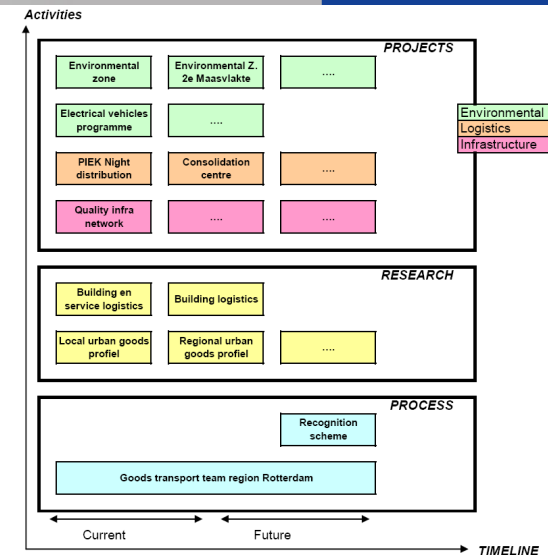 Activities
PROJECTS
Environmental
zone
Environmental Z.
2e Maasvlakte
....
Electrical vehicles
programme
....
Environmental
Logistics
Infrastructure
PIEK Night
distribution
Consolidation
centre
....
Quality infra
network
....
....
RESEARCH
Building en
service logistics
Building logistics
Local urban goods
profiel
Regional urban
goods profiel
....
PROCESS
Recognition
scheme
Goods transport team region Rotterdam
Current
Future
TIMELINE